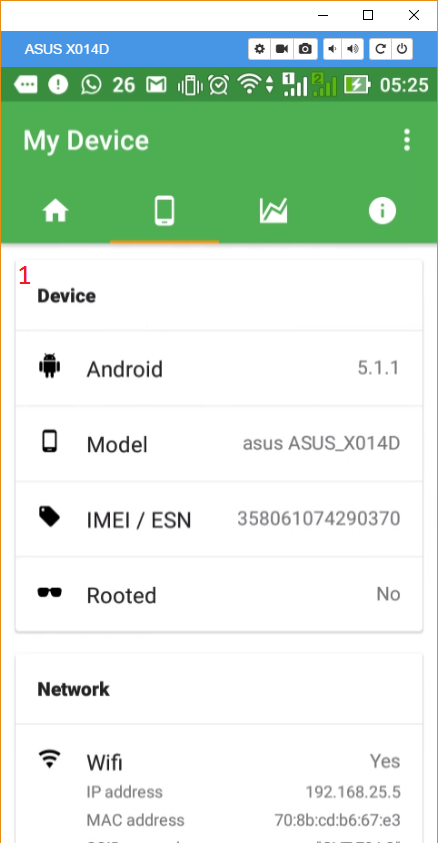 ASUS X014D
26 1 2 05:25
My Device
1
Device
Android 5.1.1
Model asus ASUS_X014D
IMEI / ESN 358061074290370
Rooted No
Network
Wifi Yes
IP address 192.168.25.5
MAC address 70:8b:cd:b6:67:e3